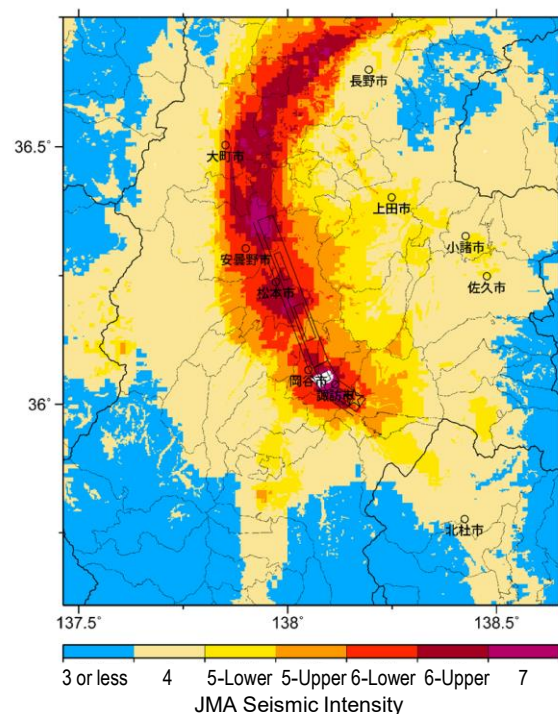 36.5˚
36˚
長野市
大町市
上田市
小諸市
安曇野市
佐久市
松本市
岡谷市
諏訪市
北杜市
137.5˚
138˚
138.5˚
3 or less 4 5-Lower 5-Upper 6-Lower 6-Upper 7
JMA Seismic Intensity